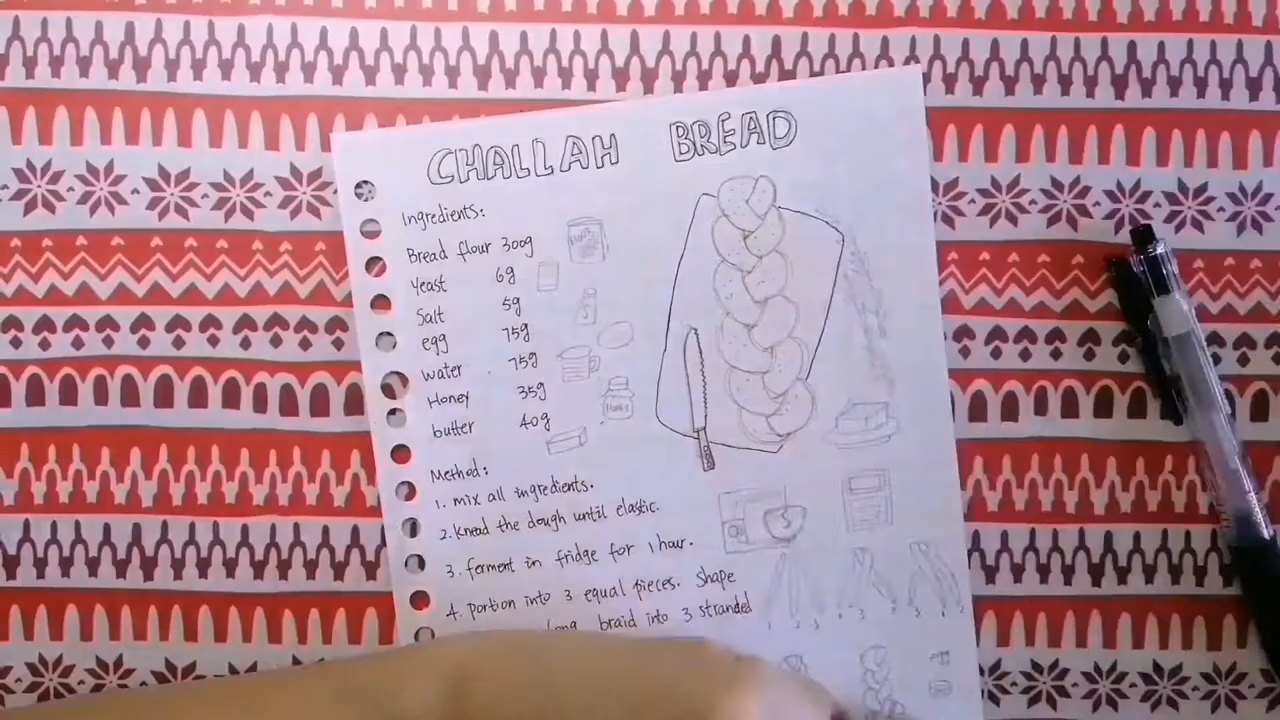 CHALLAH BREAD
Ingredients:
Bread flour 300g
Yeast 6g
Salt 5g
egg 75g
water 75g
Honey 35g
butter 40g
Method:
1. mix all ingredients.
2. Knead the dough until elastic.
3. ferment in fridge for 1 hour.
4. portion into 3 equal pieces. Shape
long braid into 3 stranded